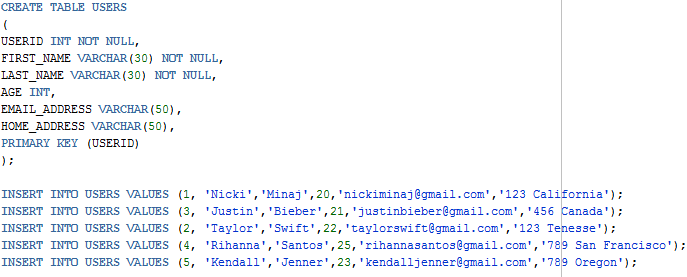 CREATE TABLE USERS
(
USERID INT NOT NULL,
FIRST_NAME VARCHAR(30) NOT NULL,
LAST_NAME VARCHAR(30) NOT NULL,
AGE INT,
EMAIL_ADDRESS VARCHAR(50),
HOME_ADDRESS VARCHAR(50),
PRIMARY KEY (USERID)
);
INSERT INTO USERS VALUES (1, 'Nicki','Minaj',20,'nickiminaj@gmail.com','123 California');
INSERT INTO USERS VALUES (3, 'Justin','Bieber',21,'justinbieber@gmail.com','456 Canada');
INSERT INTO USERS VALUES (2, 'Taylor','Swift',22,'taylorswift@gmail.com','123 Tenesse');
INSERT INTO USERS VALUES (4, 'Rihanna','Santos',25,'rihannasantos@gmail.com','789 San Francisco');
INSERT INTO USERS VALUES (5, 'Kendall','Jenner',23,'kendalljenner@gmail.com','789 Oregon');